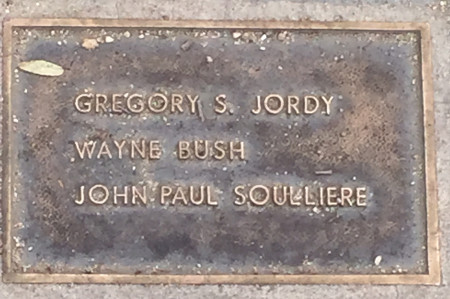 GREGORY S. JORDY
WAYNE BUSH
JOHN PAUL SOULLIERE